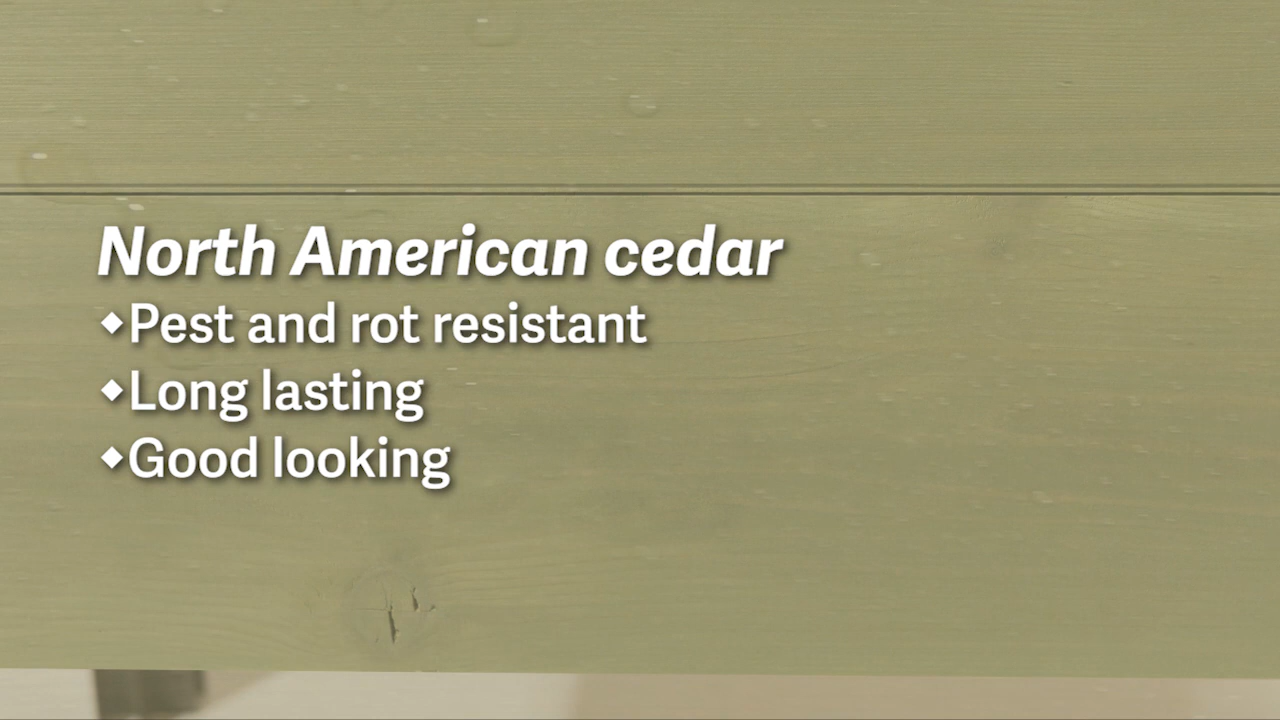 North American cedar
◆Pest and rot resistant
◆Long lasting
◆Good looking